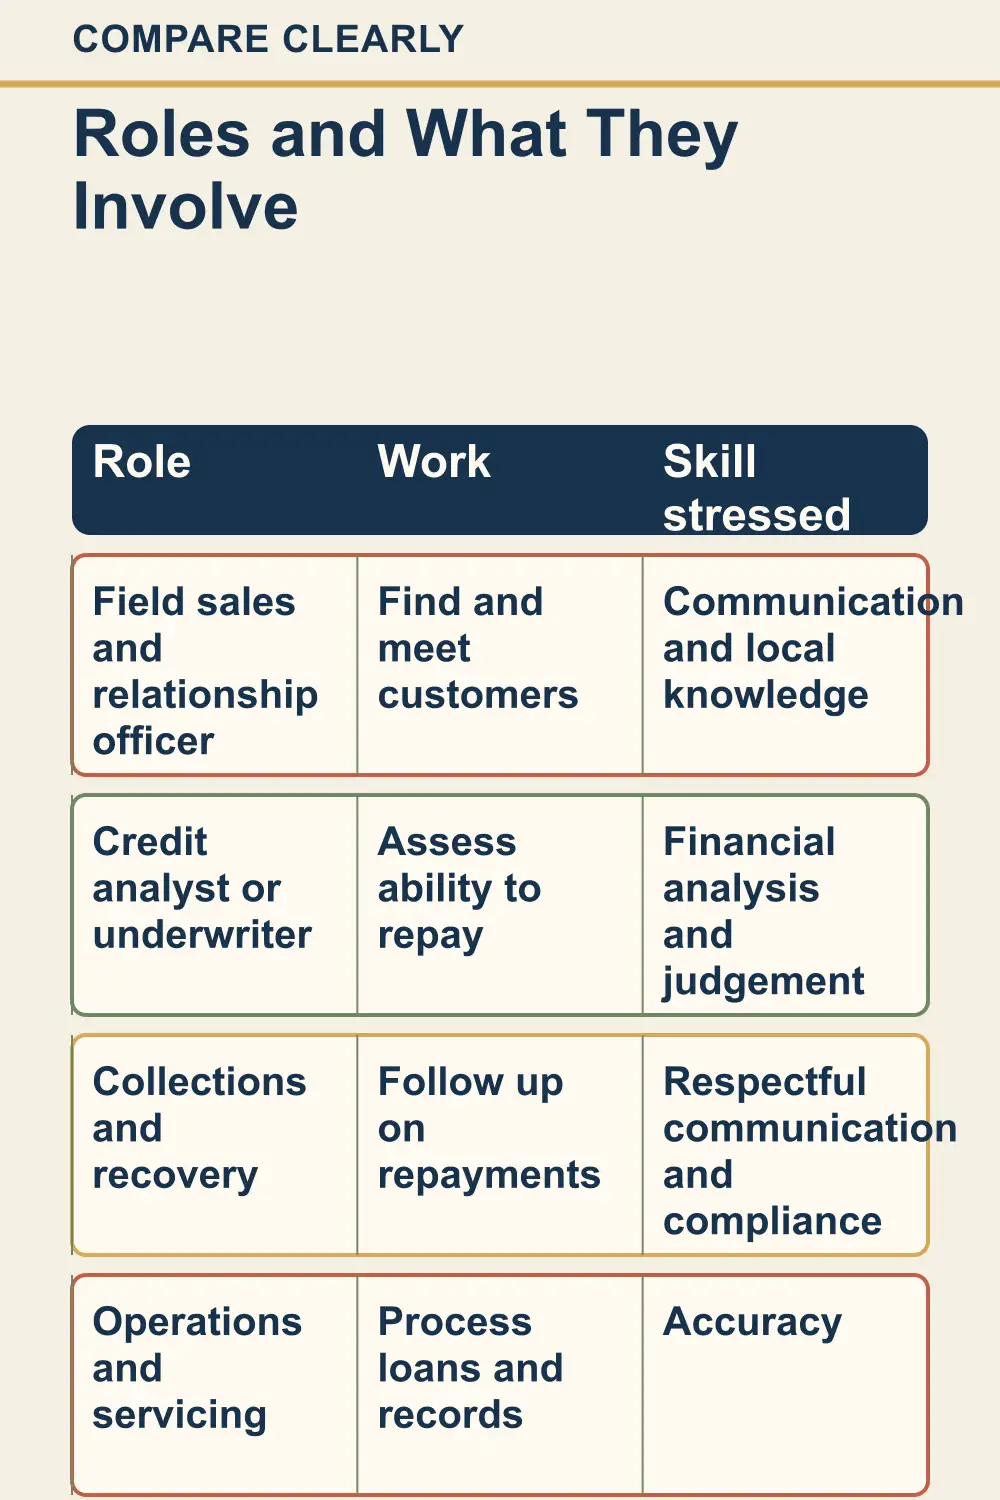 COMPARE CLEARLY
Roles and What They
Involve
Role
Work
Skill
stressed
Field sales
and
relationship
officer
Find and
meet
customers
Communication
and local
knowledge
Credit
analyst or
underwriter
Assess
ability to
repay
Financial
analysis
and
judgement
Collections
and
recovery
Follow up
on
repayments
Respectful
communication
and
compliance
Operations
and
servicing
Process
loans and
records
Accuracy